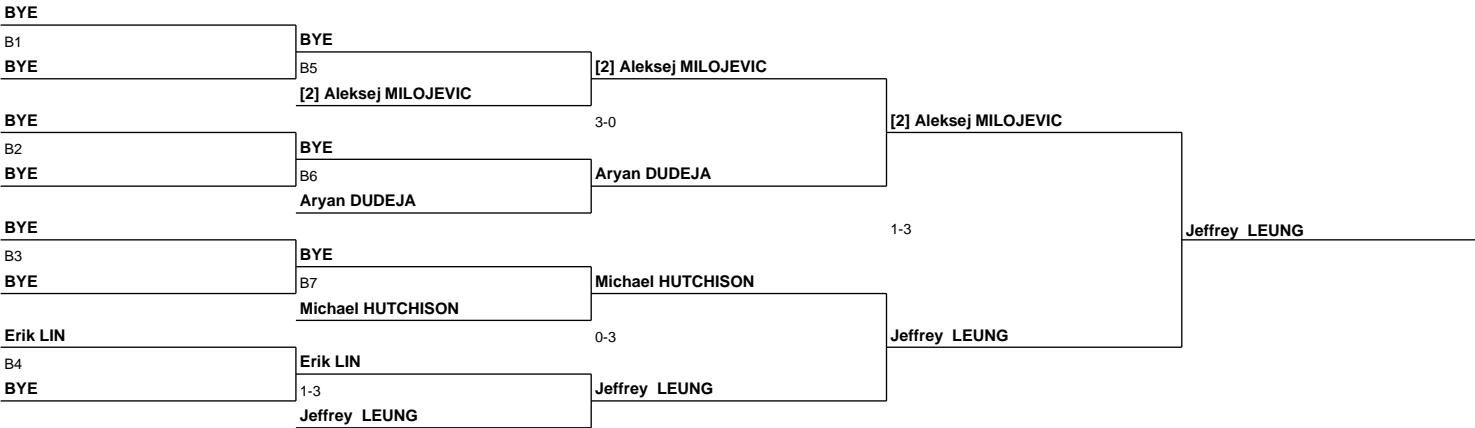 BYE
B1
BYE
BYE
B5
[2] Aleksej MILOJEVIC
[2] Aleksej MILOJEVIC
BYE
B2
BYE
BYE
B6
Aryan DUDEJA
3-0
Aryan DUDEJA
[2] Aleksej MILOJEVIC
BYE
B3
BYE
BYE
B7
Michael HUTCHISON
Michael HUTCHISON
1-3
Jeffrey LEUNG
Erik LIN
B4
BYE
Erik LIN
1-3
Jeffrey LEUNG
0-3
Jeffrey LEUNG
Jeffrey LEUNG